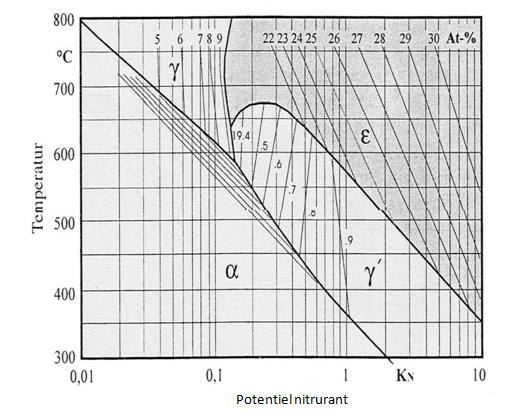 800
5 6 7 8 9 22 23 24 25 26 27 28 29 30 At-%
°C
γ
700
ε
19.4
600
.5
.6
.7
500
.8
.9
α
γ′
400
300
Temperatur
0,01 0,1 1 KN 10
Potentiel nitrurant